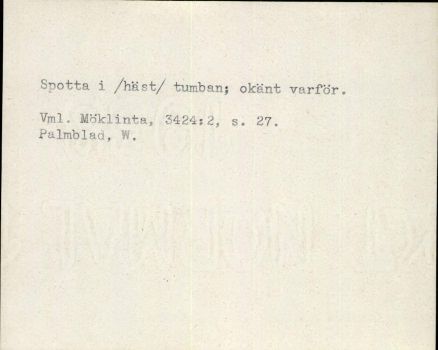 Spotta i /häst/ tumban; okänt varför.
Vml. Möklinta, 3424:2, s. 27.
Palmblad, W.